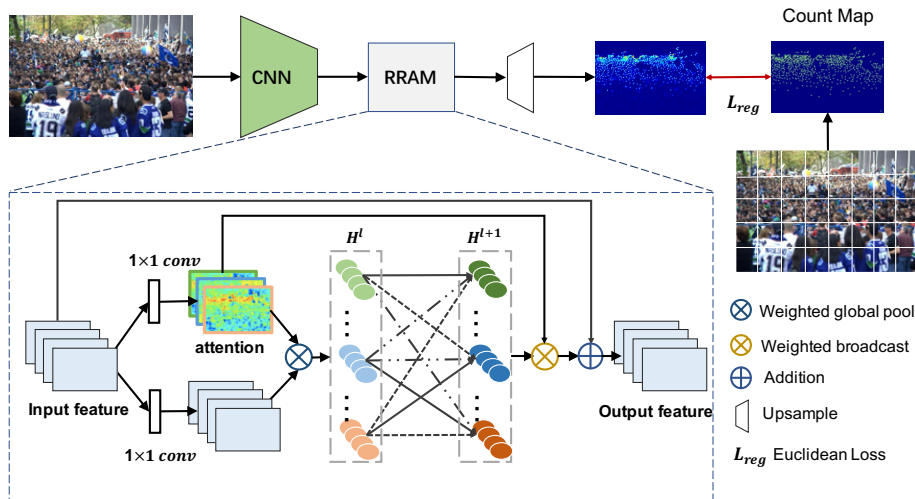 Count Map
CNN
RRAM
L_reg
H^l
H^{l+1}
1×1 conv
attention
Input feature
1×1 conv
Output feature
Weighted global pool
Weighted broadcast
Addition
Upsample
L_reg Euclidean Loss
19